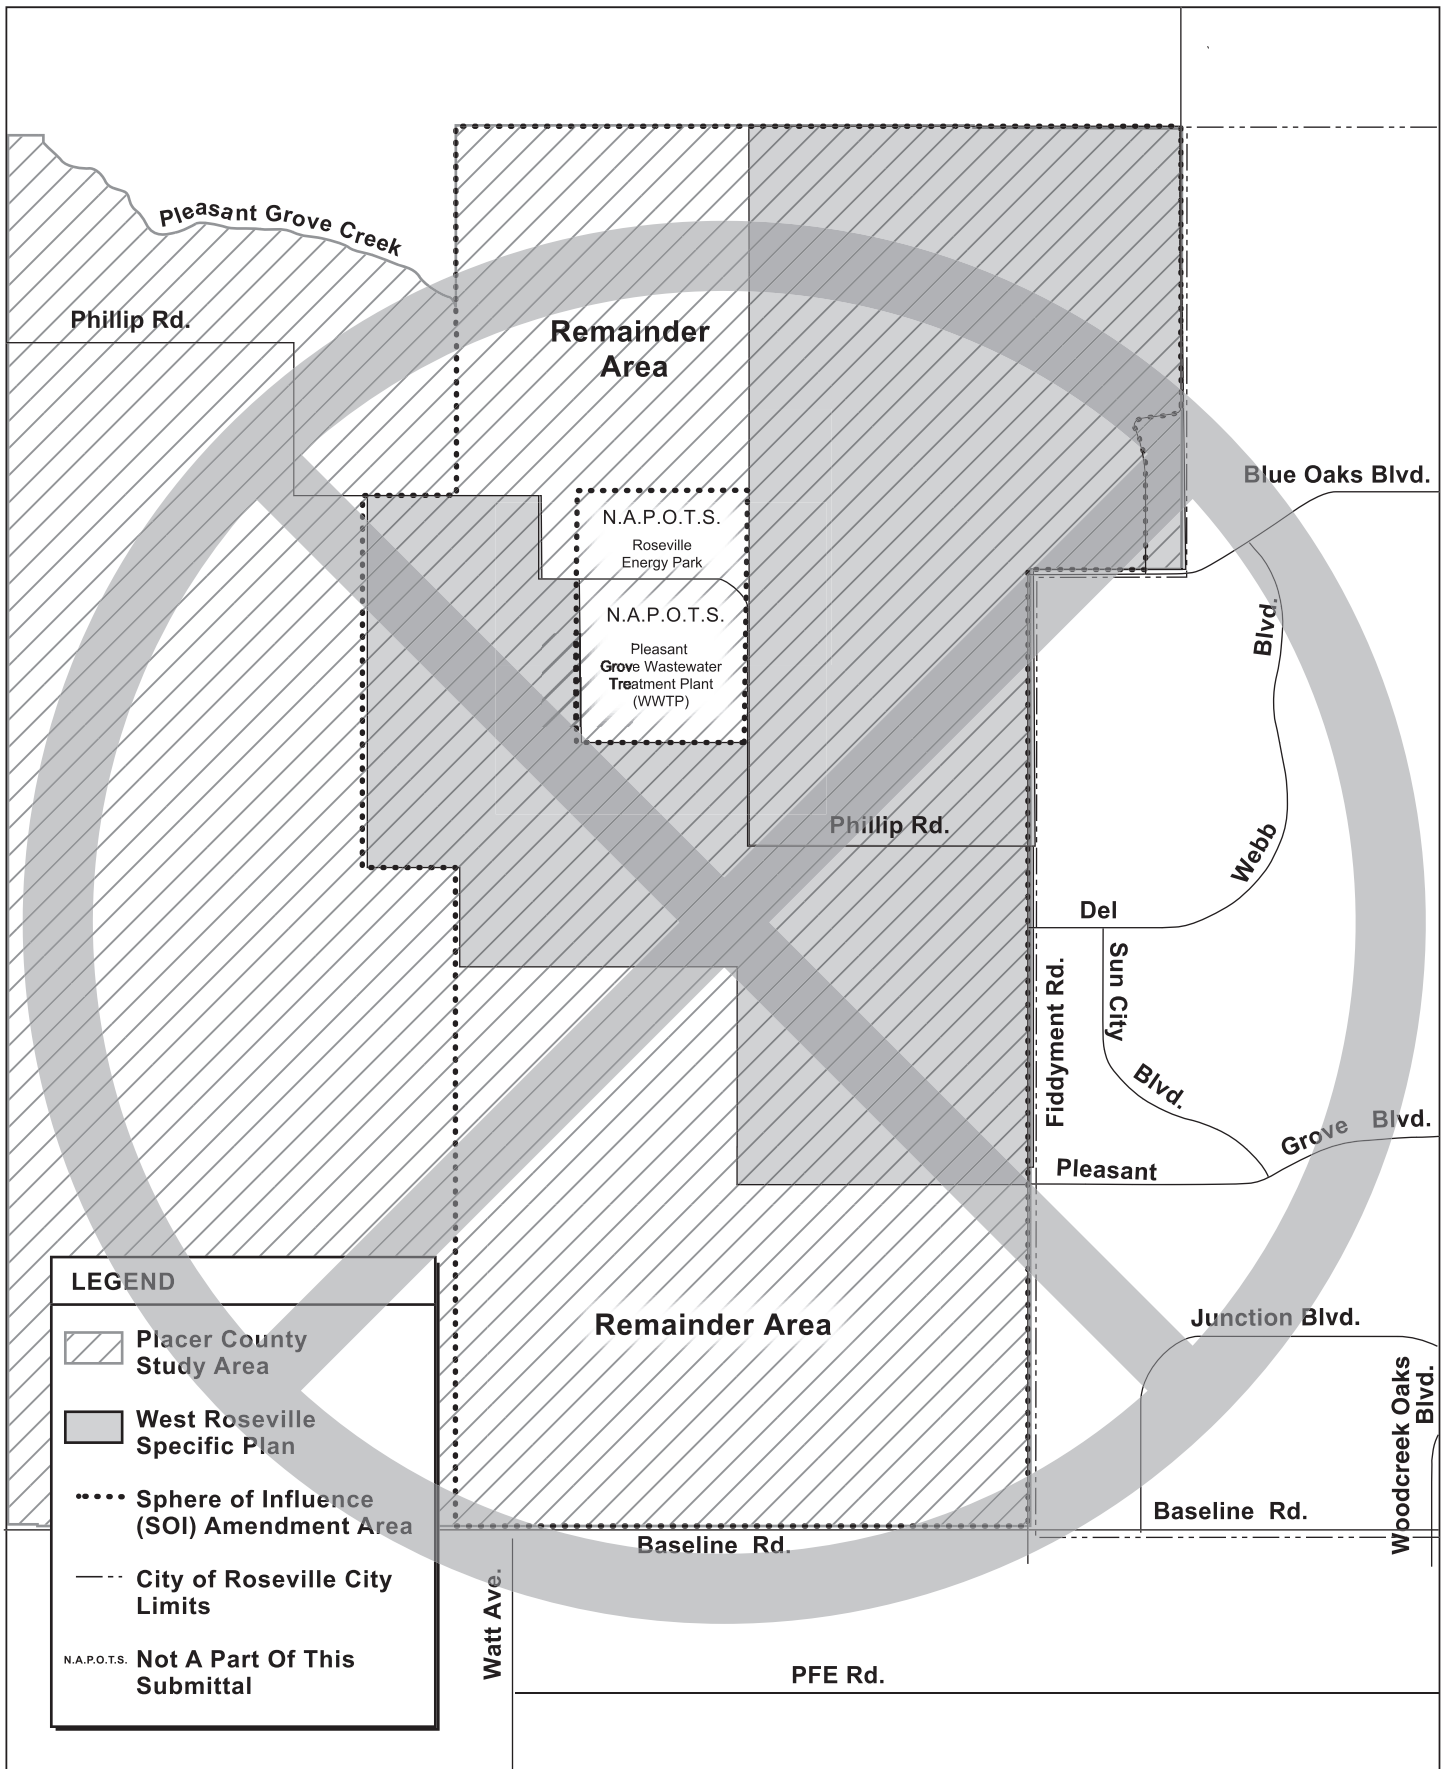 Pleasant Grove Creek
Phillip Rd.
Remainder
Area
Blue Oaks Blvd.
N.A.P.O.T.S.
Roseville
Energy Park
N.A.P.O.T.S.
Pleasant
Grove Wastewater
Treatment Plant
(WWTP)
Blvd.
Webb
Del
Phillip Rd.
Sun City
Blvd.
Fiddyment Rd.
Pleasant
Grove Blvd.
Remainder Area
Junction Blvd.
Woodcreek Oaks
Blvd.
Baseline Rd.
Baseline Rd.
Watt Ave.
PFE Rd.
LEGEND
Placer County
Study Area
West Roseville
Specific Plan
Sphere of Influence
(SOI) Amendment Area
City of Roseville City
Limits
N.A.P.O.T.S. Not A Part Of This
Submittal